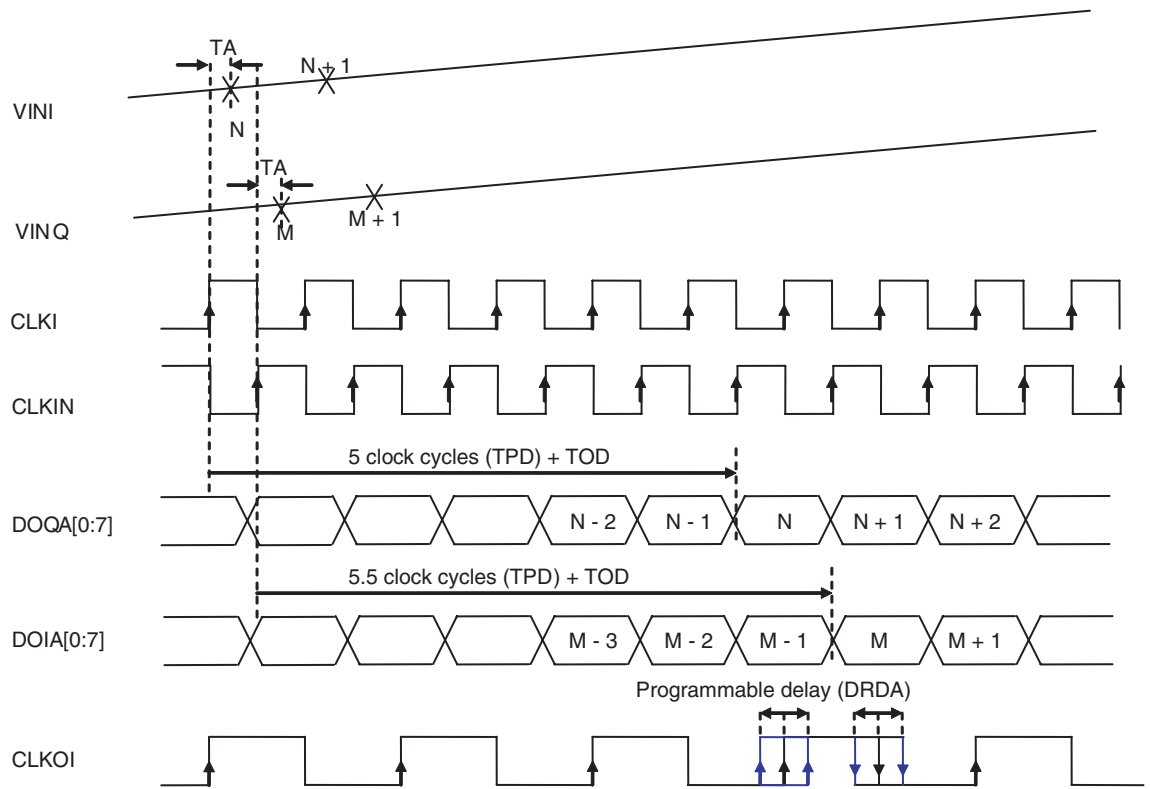 TA
N + 1
VINI
N
TA
M
M + 1
VINQ
CLKI
CLKIN
5 clock cycles (TPD) + TOD
DOQA[0:7]
N - 2
N - 1
N
N + 1
N + 2
5.5 clock cycles (TPD) + TOD
DOIA[0:7]
M - 3
M - 2
M - 1
M
M + 1
Programmable delay (DRDA)
CLKOI